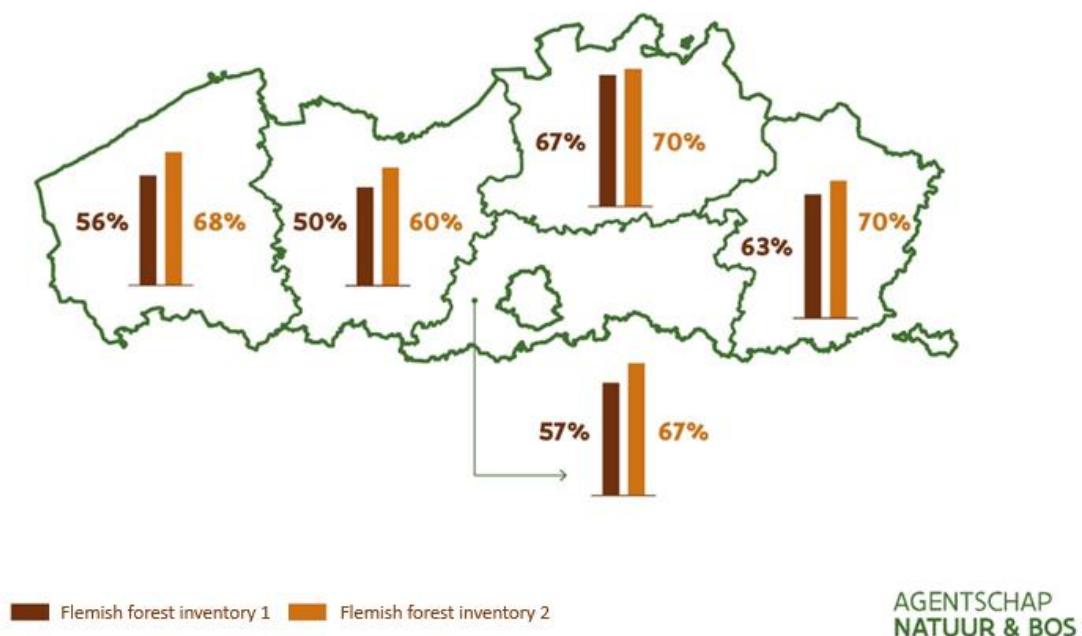 67%
70%
56%
68%
50%
60%
63%
70%
57%
67%
Flemish forest inventory 1
Flemish forest inventory 2
AGENTSCHAP
NATUUR & BOS